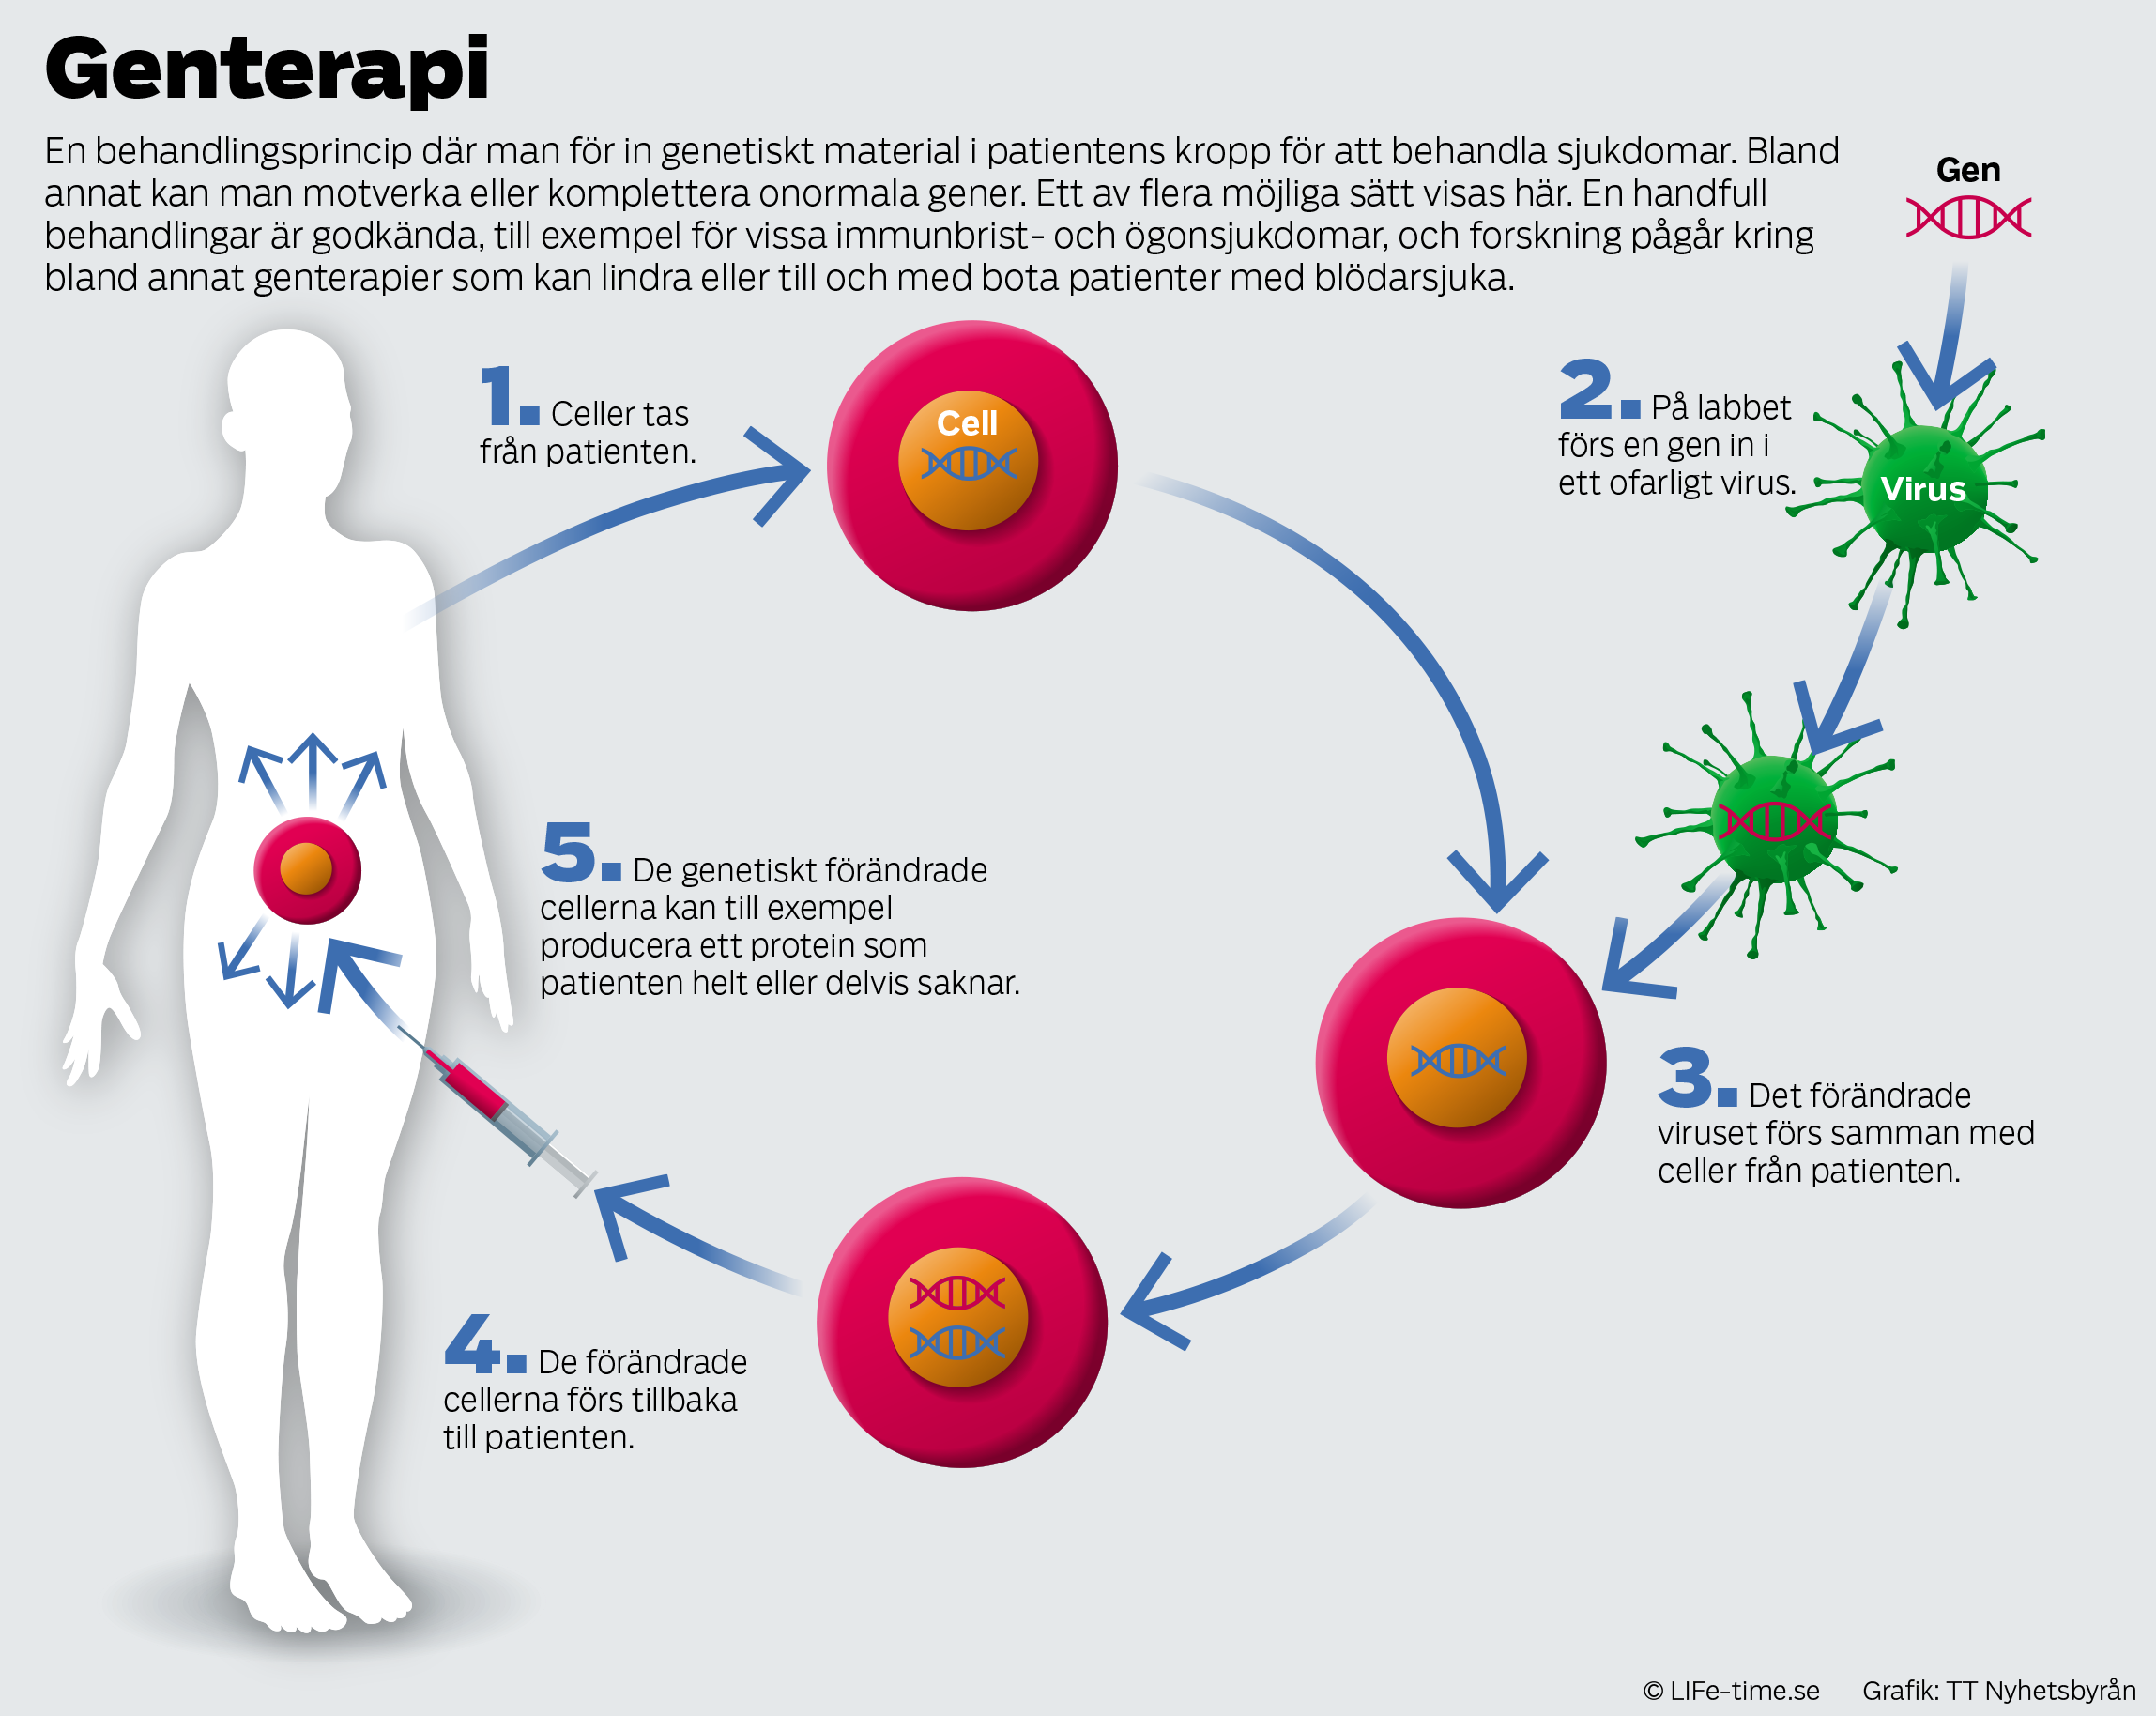 Genterapi
En behandlingsprincip där man för in genetiskt material i patientens kropp för att behandla sjukdomar. Bland
annat kan man motverka eller komplettera onormala gener. Ett av flera möjliga sätt visas här. En handfull
behandlingar är godkända, till exempel för vissa immunbrist- och ögonsjukdomar, och forskning pågår kring
bland annat genterapier som kan lindra eller till och med bota patienter med blödarsjuka.
Gen
1. Celler tas
från patienten.
Cell
2. På labbet
förs en gen in i
ett ofarligt virus.
Virus
3. Det förändrade
viruset förs samman med
celler från patienten.
4. De förändrade
cellerna förs tillbaka
till patienten.
5. De genetiskt förändrade
cellerna kan till exempel
producera ett protein som
patienten helt eller delvis saknar.
© LIFe-time.se
Grafik: TT Nyhetsbyrån